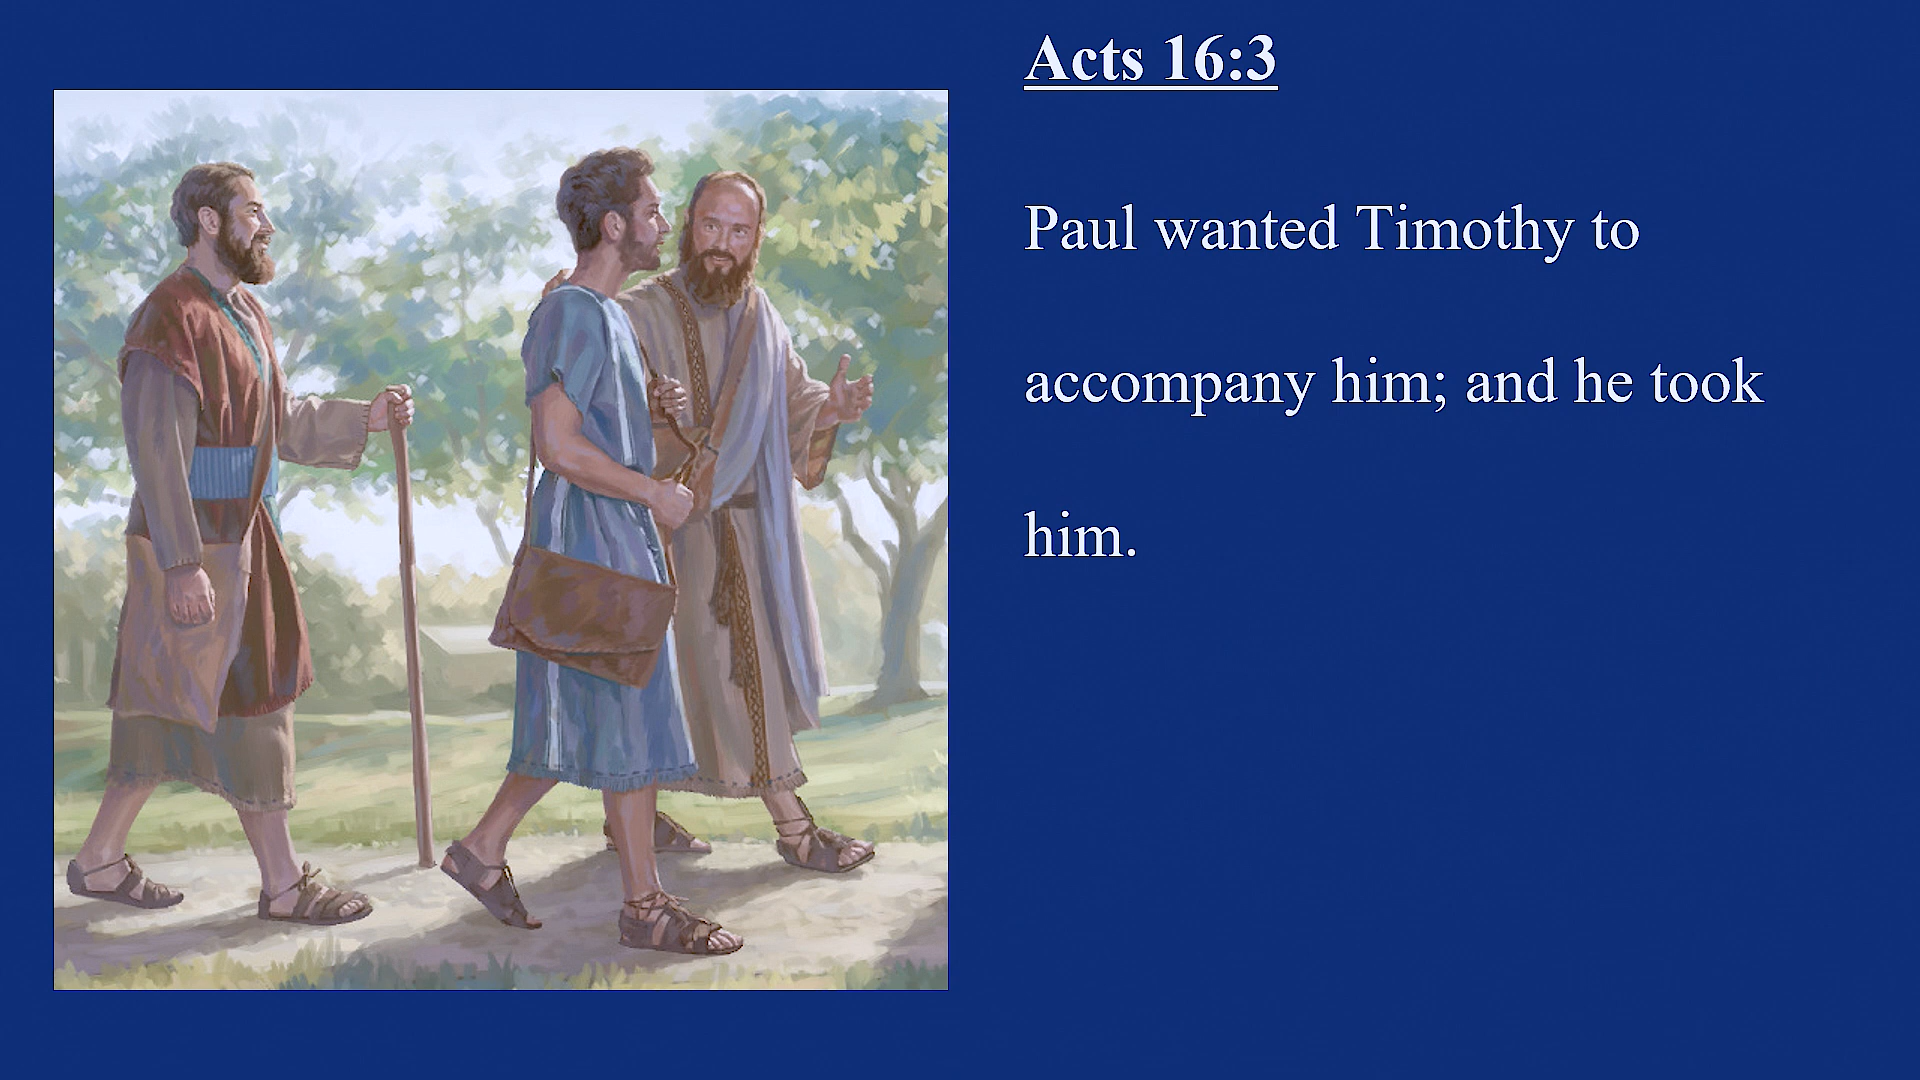 Acts 16:3
Paul wanted Timothy to
accompany him; and he took
him.